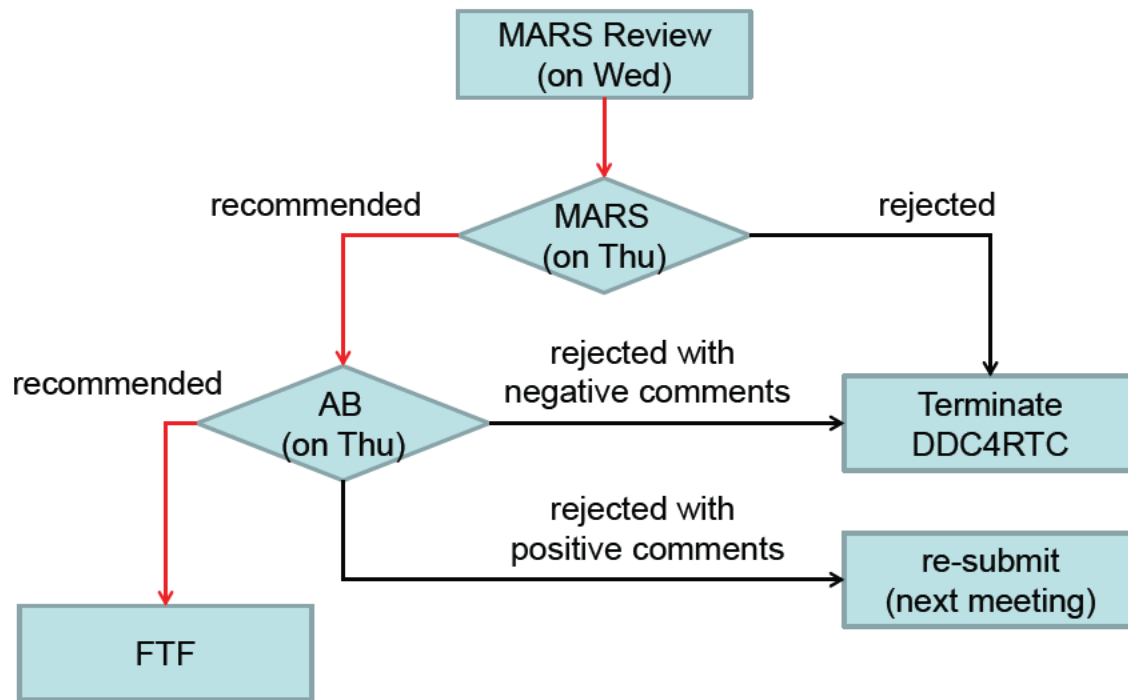 MARS Review
(on Wed)
recommended
MARS
(on Thu)
rejected
recommended
AB
(on Thu)
rejected with
negative comments
Terminate
DDC4RTC
rejected with
positive comments
re-submit
(next meeting)
FTF